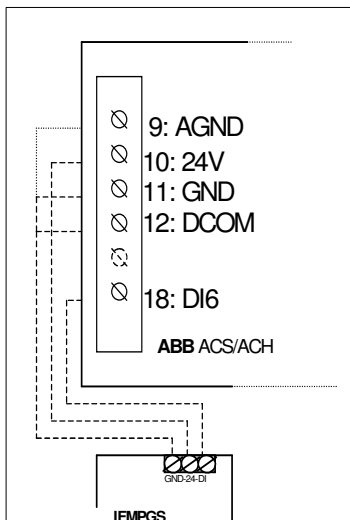 9: AGND
10: 24V
11: GND
12: DCOM
18: DI6
ABB ACS/ACH
GND-24-DI
IFMPGS